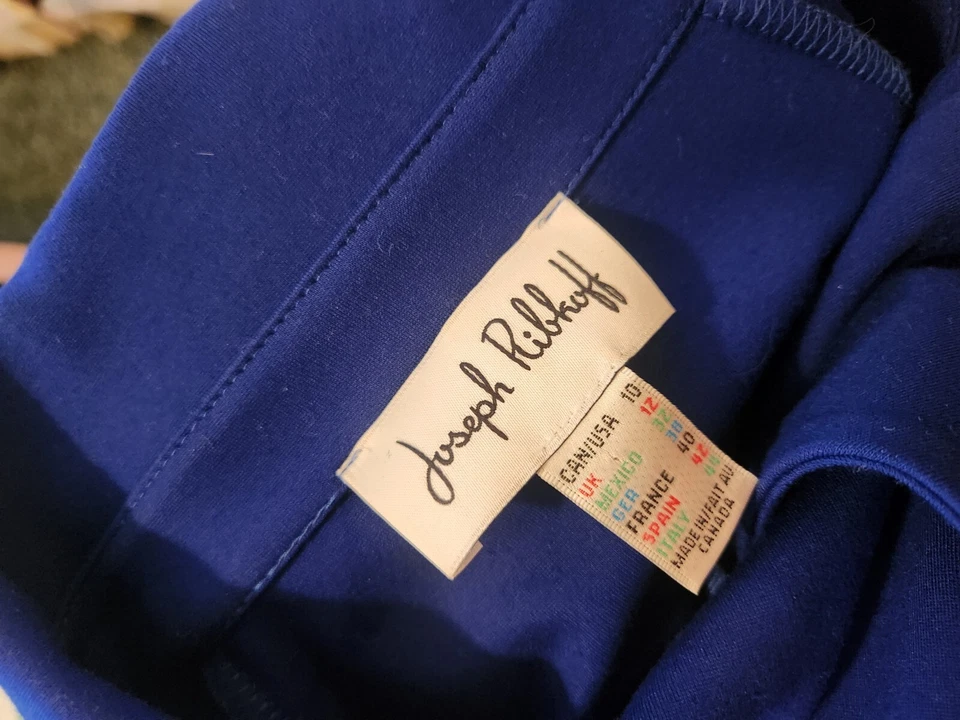 Joseph Ribkoff
CAN/USA 10
UK 12
MEXICO 32
GER 38
FRANCE 40
SPAIN 42
ITALY 44
MADE IN/FAIT AU
CANADA